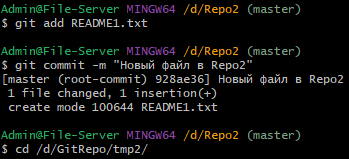 Admin@File-Server MINGW64 /d/Repo2 (master)
$ git add README1.txt
Admin@File-Server MINGW64 /d/Repo2 (master)
$ git commit -m "Новый файл в Repo2"
[master (root-commit) 928ae36] Новый файл в Repo2
 1 file changed, 1 insertion(+)
 create mode 100644 README1.txt
Admin@File-Server MINGW64 /d/Repo2 (master)
$ cd /d/GitRepo/tmp2/